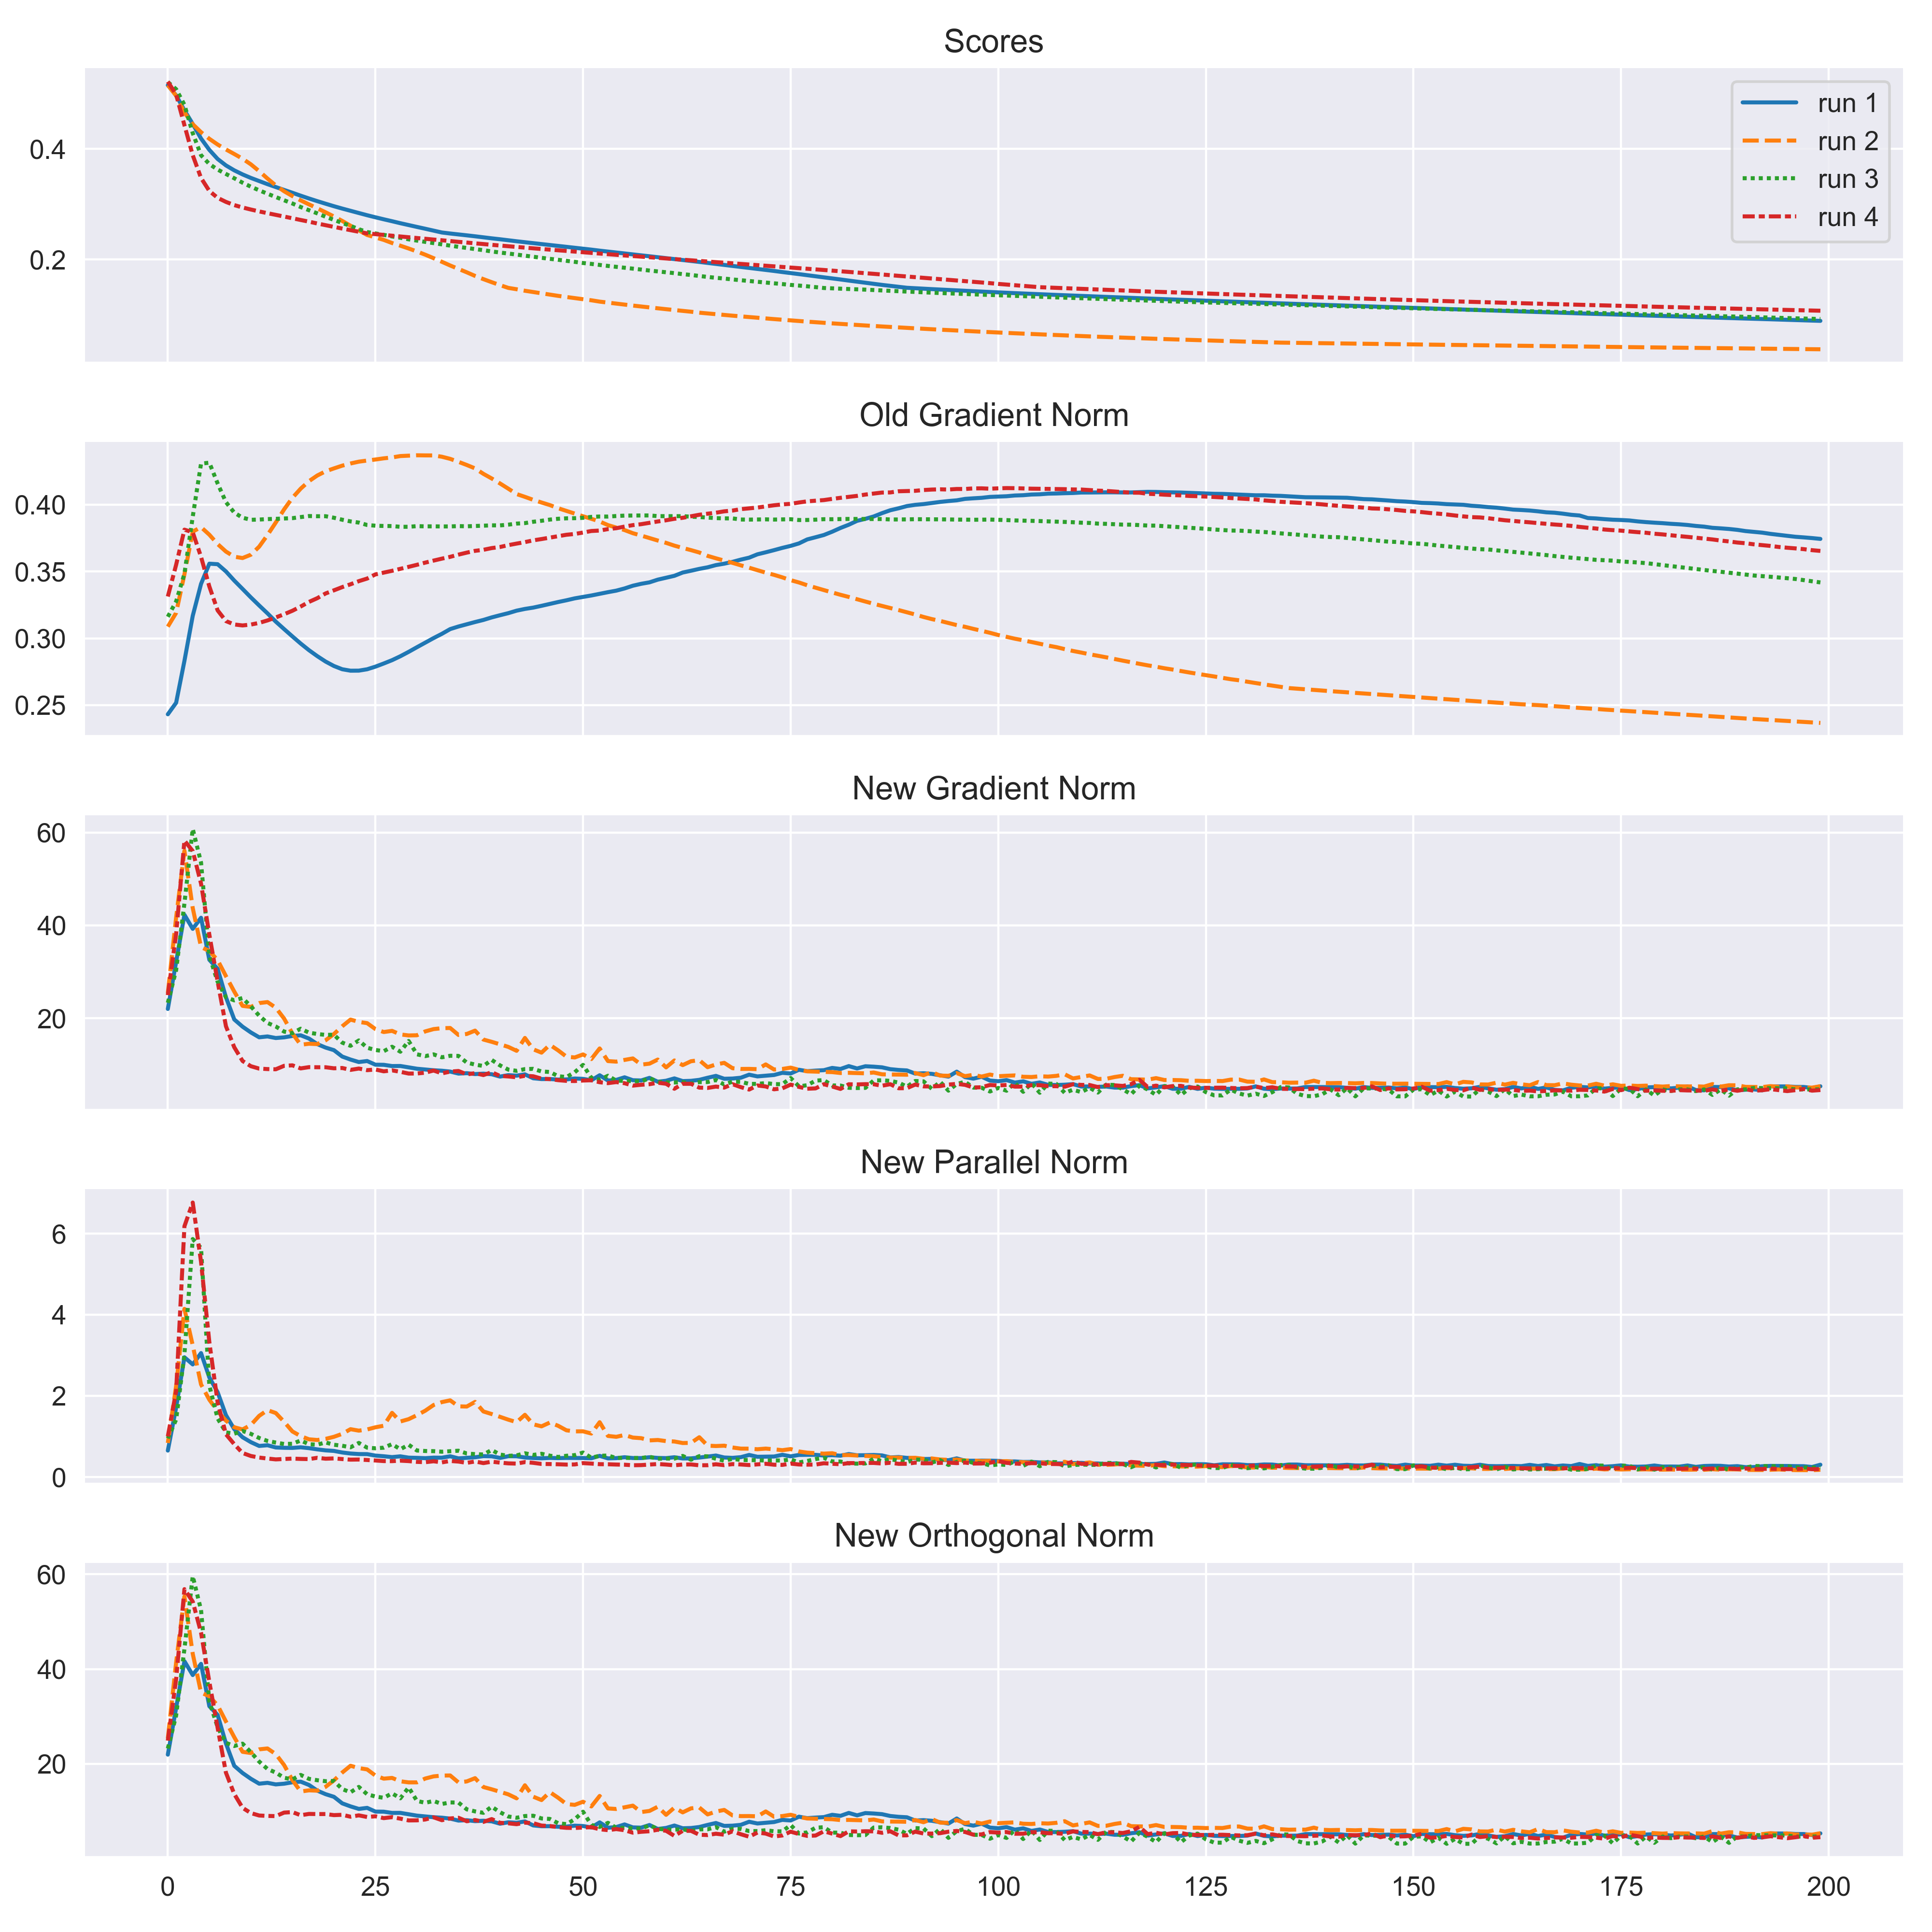 Scores
0.4
0.2
run 1
run 2
run 3
run 4
Old Gradient Norm
0.40
0.35
0.30
0.25
New Gradient Norm
60
40
20
New Parallel Norm
6
4
2
0
New Orthogonal Norm
60
40
20
0 25 50 75 100 125 150 175 200